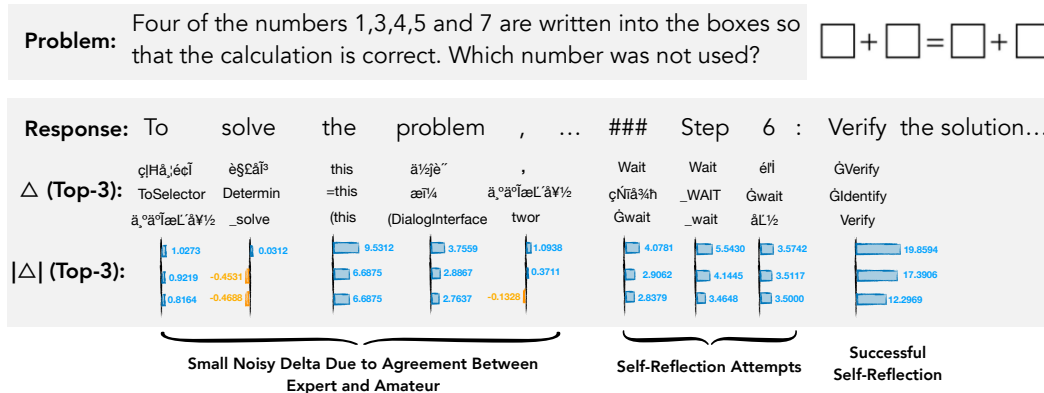 Problem: Four of the numbers 1,3,4,5 and 7 are written into the boxes so
that the calculation is correct. Which number was not used?
□ + □ = □ + □
Response: To solve the problem , ... ### Step 6 : Verify the solution...
this Wait Wait ĠVerify
△ (Top-3): ToSelector Determin =this _WAIT Ġwait ĠIdentify
_solve (this (DialogInterface twor Ġwait _wait Verify
|△| (Top-3):
1.0273 0.0312 9.5312 3.7559 1.0938 4.0781 5.5430 3.5742 19.8594
0.9219 -0.4531 6.6875 2.8867 0.3711 2.9062 4.1445 3.5117 17.3906
0.8164 -0.4688 6.6875 2.7637 -0.1328 2.8379 3.4648 3.5000 12.2969
Small Noisy Delta Due to Agreement Between
Expert and Amateur
Self-Reflection Attempts
Successful
Self-Reflection